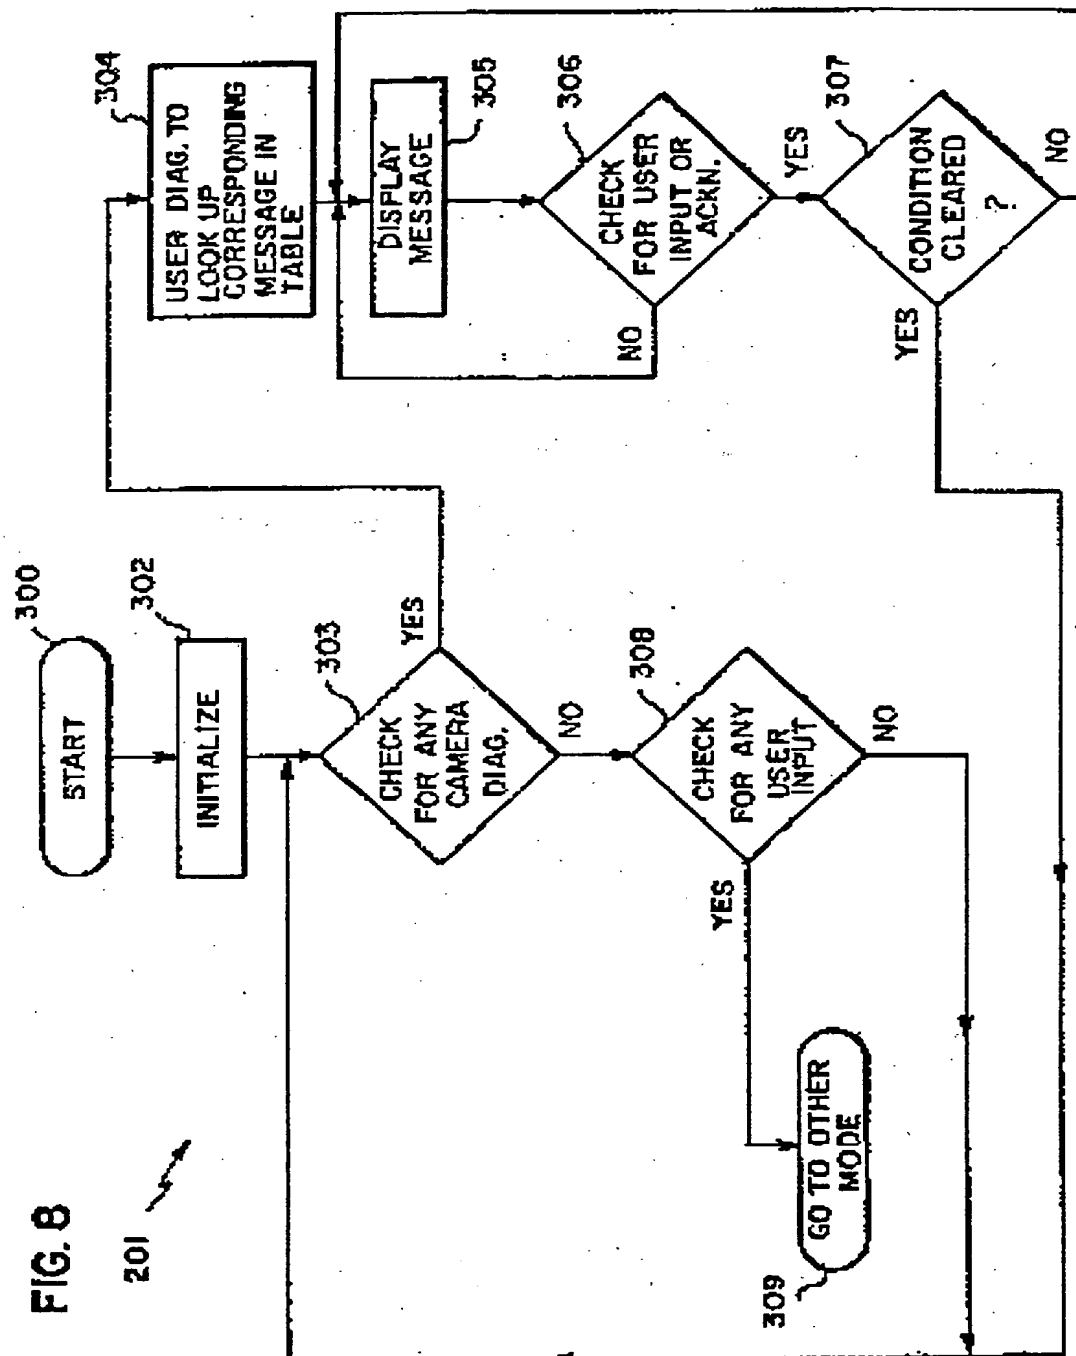 FIG. 8
201
START
300
INITIALIZE
302
CHECK
FOR ANY
CAMERA
DIAG.
303
YES
NO
CHECK
FOR ANY
USER
INPUT
308
YES
NO
GO TO OTHER
MODE
309
USER DIAG. TO
LOOK UP
CORRESPONDING
MESSAGE IN
TABLE
304
DISPLAY
MESSAGE
305
CHECK
FOR USER
INPUT OR
ACKN.
306
NO
YES
CONDITION
CLEARED
?
307
YES
NO